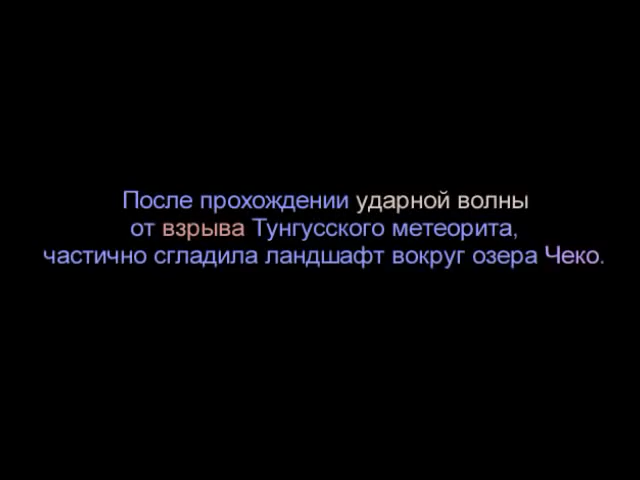 После прохождении ударной волны
от взрыва Тунгусского метеорита,
частично сгладила ландшафт вокруг озера Чеко.